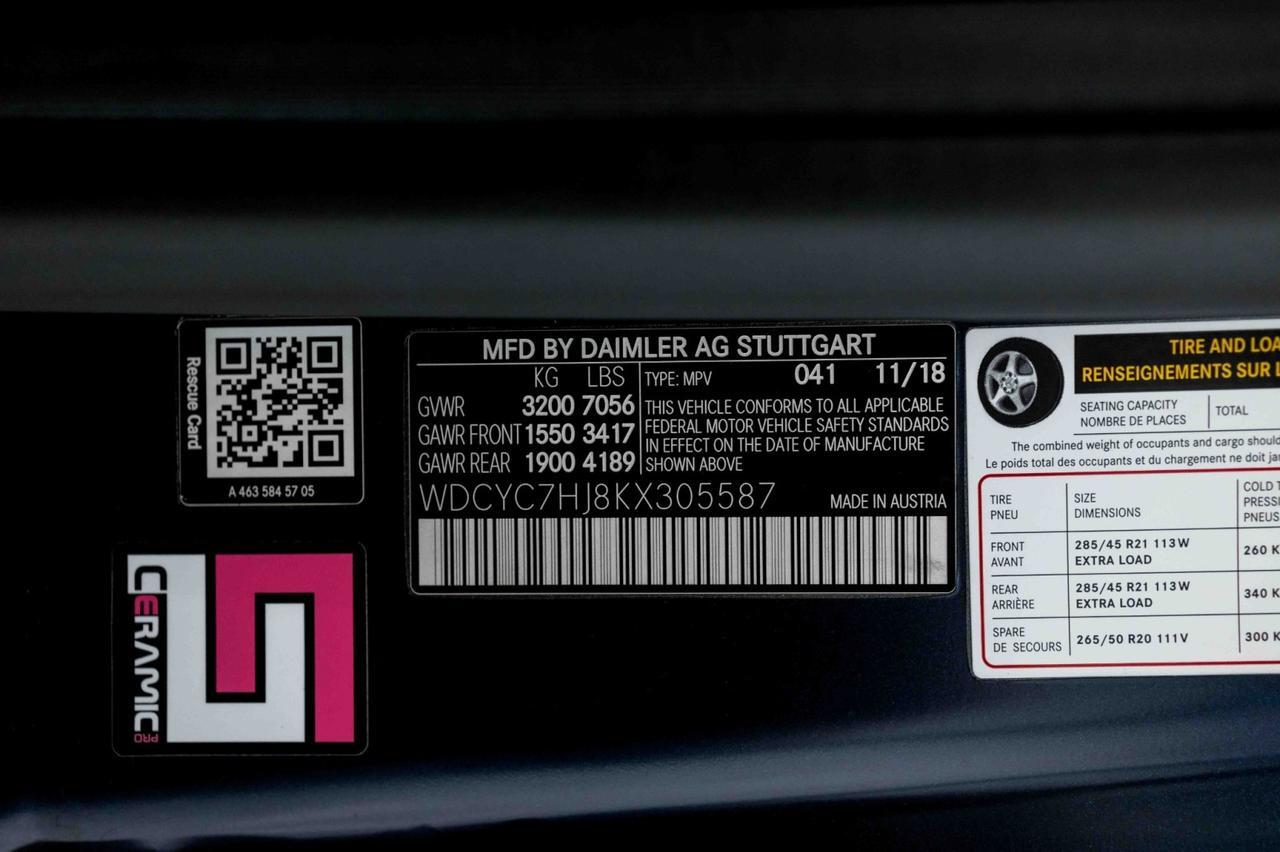 Rescue Card
A 463 584 57 05
CERAMIC PRO
MFD BY DAIMLER AG STUTTGART
KG LBS
GVWR 3200 7056
GAWR FRONT 1550 3417
GAWR REAR 1900 4189
TYPE: MPV 041 11/18
THIS VEHICLE CONFORMS TO ALL APPLICABLE
FEDERAL MOTOR VEHICLE SAFETY STANDARDS
IN EFFECT ON THE DATE OF MANUFACTURE
SHOWN ABOVE
WDCYC7HJ8KX305587 MADE IN AUSTRIA
TIRE AND LOA
RENSEIGNEMENTS SUR L
SEATING CAPACITY
NOMBRE DE PLACES
TOTAL
The combined weight of occupants and cargo should
Le poids total des occupants et du chargement ne doit jam
TIRE
PNEU
SIZE
DIMENSIONS
COLD T
PRESSI
PNEUS
FRONT
AVANT
285/45 R21 113W
EXTRA LOAD
260 K
REAR
ARRIÈRE
285/45 R21 113W
EXTRA LOAD
340 K
SPARE
DE SECOURS
265/50 R20 111V
300 K